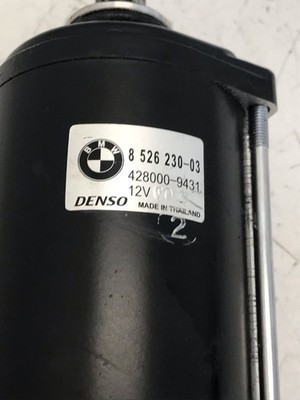 BMW
8 526 230-03
428000-9431
12V
DENSO
MADE IN THAILAND
2